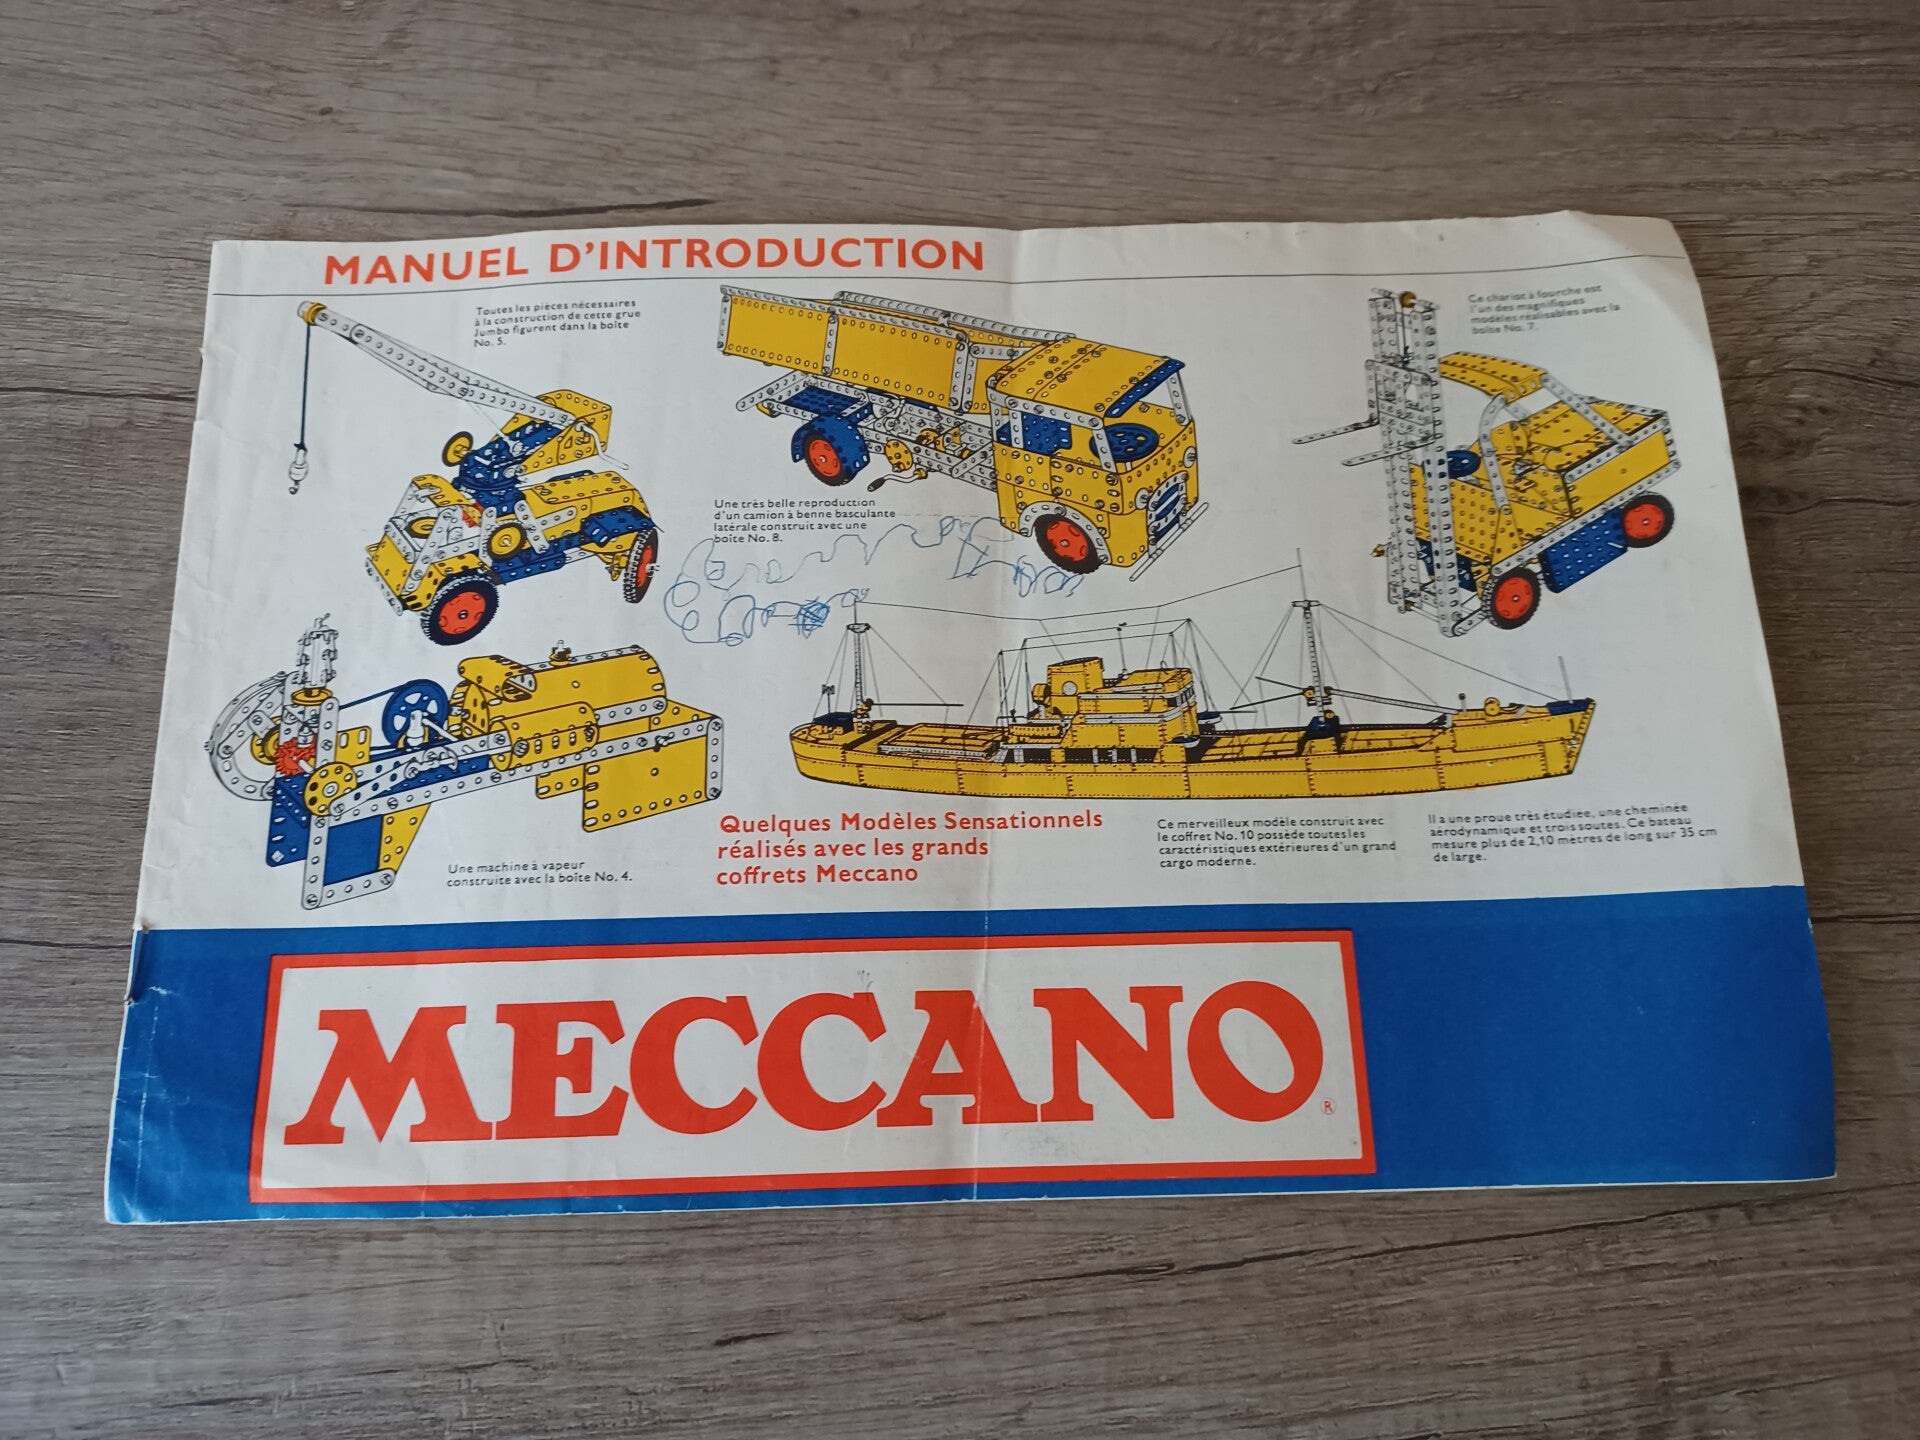 MANUEL D'INTRODUCTION
Toutes les pièces nécessaires
à la construction de cette grue
Jumbo figurent dans la boîte
No. 5.
Ce chariot à fourche est
l'un des magnifiques
modèles réalisables avec la
boîte No. 7.
Une très belle reproduction
d'un camion à benne basculante
latérale construit avec une
boîte No. 8.
Une machine à vapeur
construite avec la boîte No. 4.
Quelques Modèles Sensationnels
réalisés avec les grands
coffrets Meccano
Ce merveilleux modèle construit avec
le coffret No. 10 possède toutes les
caractéristiques extérieures d'un grand
cargo moderne.
Il a une proue très étudiée, une cheminée
aérodynamique et trois soutes. Ce bateau
mesure plus de 2,10 mètres de long sur 35 cm
de large.
MECCANO
®